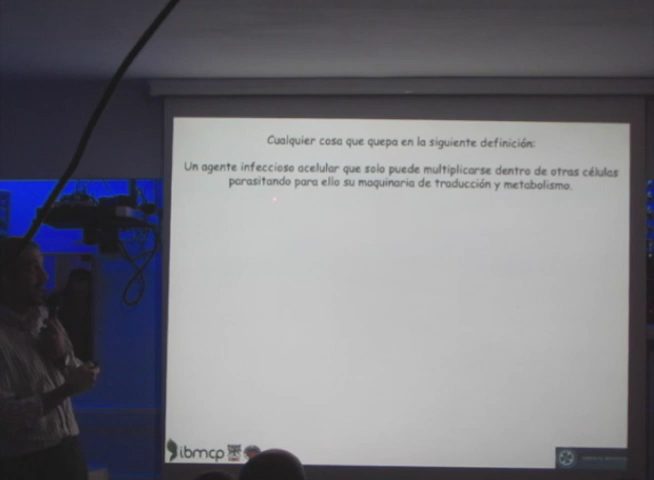 Cualquier cosa que quepa en la siguiente definición:
Un agente infeccioso acelular que solo puede multiplicarse dentro de otras células
parasitando para ello su maquinaria de traducción y metabolismo.
ibmcp